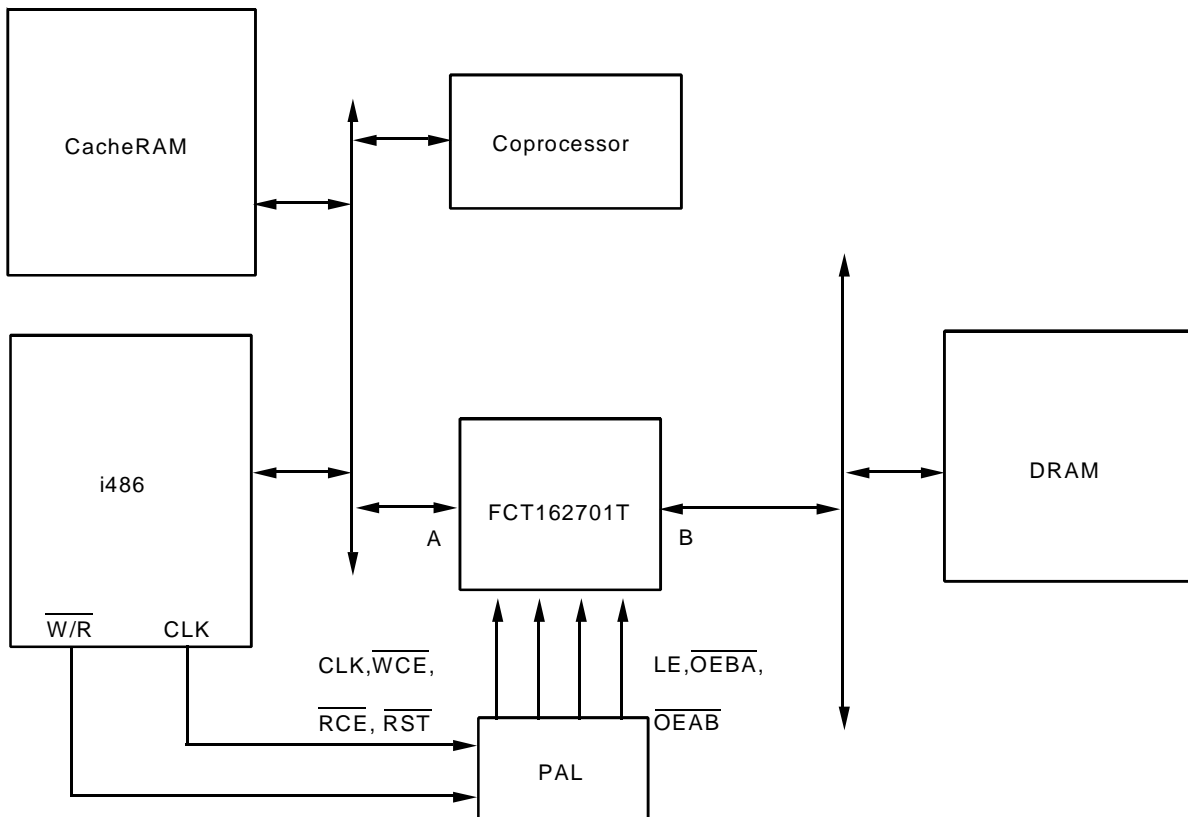 CacheRAM
Coprocessor
i486
FCT162701T
DRAM
A
B
W/R
CLK
CLK,WCE,
LE,OEBA,
RCE, RST
OEAB
PAL